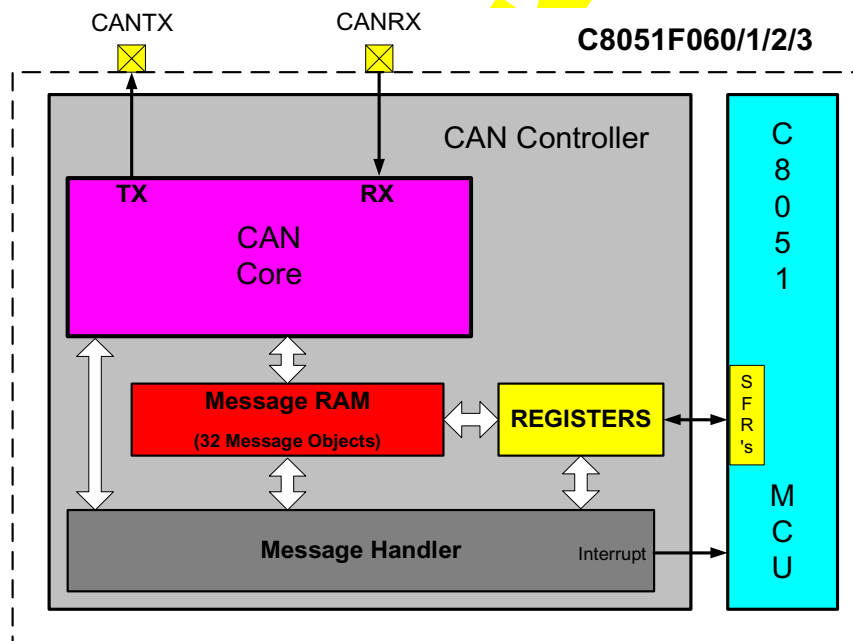 CANTX
CANRX
C8051F060/1/2/3
CAN Controller
TX
RX
CAN
Core
C
8
0
5
1
S
F
R
's
Message RAM
(32 Message Objects)
REGISTERS
M
C
U
Message Handler
Interrupt